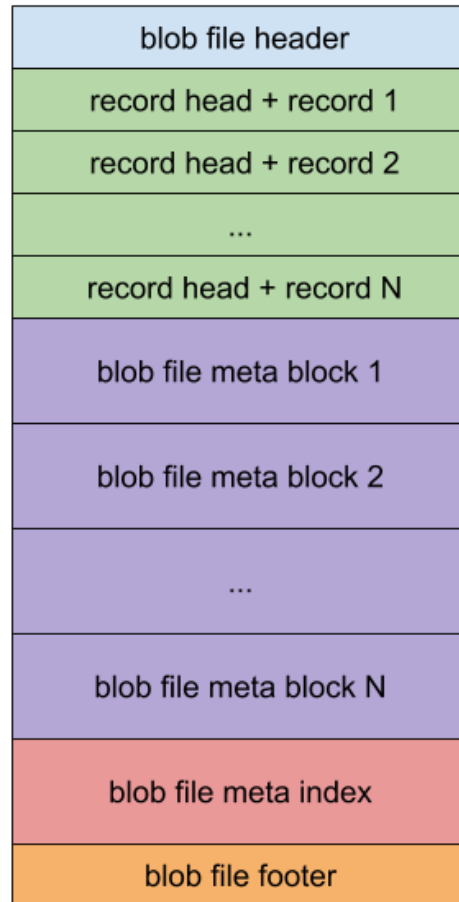 blob file header
record head + record 1
record head + record 2
...
record head + record N
blob file meta block 1
blob file meta block 2
...
blob file meta block N
blob file meta index
blob file footer